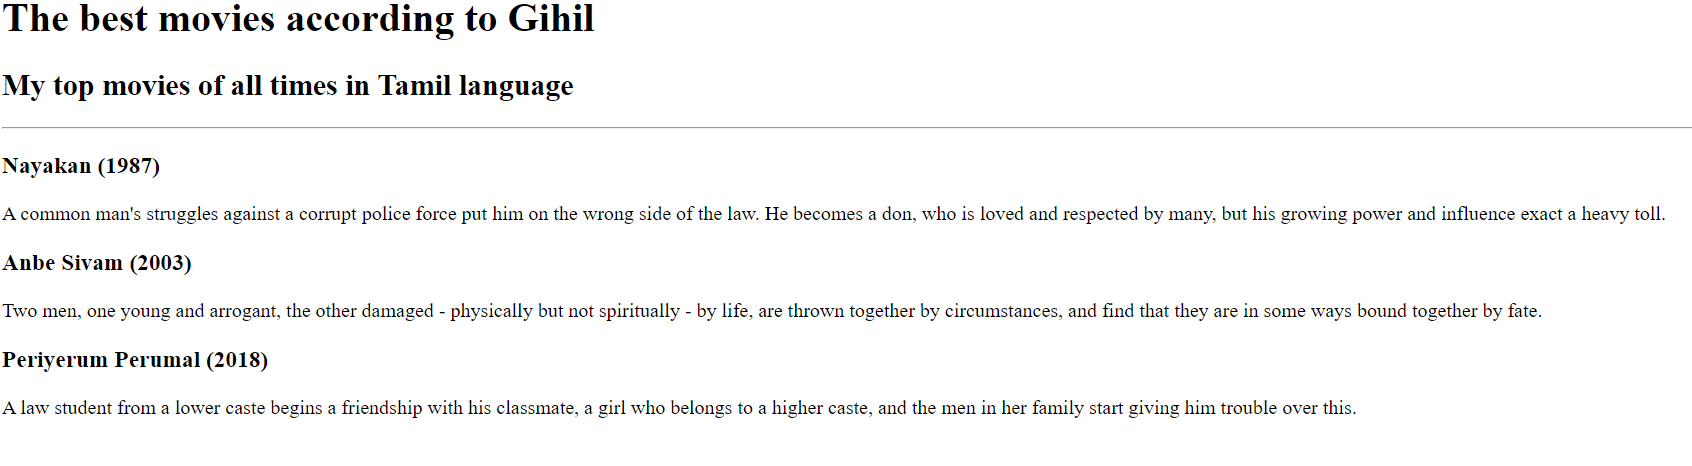 The best movies according to Gihil
My top movies of all times in Tamil language
Nayakan (1987)
A common man's struggles against a corrupt police force put him on the wrong side of the law. He becomes a don, who is loved and respected by many, but his growing power and influence exact a heavy toll.
Anbe Sivam (2003)
Two men, one young and arrogant, the other damaged - physically but not spiritually - by life, are thrown together by circumstances, and find that they are in some ways bound together by fate.
Periyerum Perumal (2018)
A law student from a lower caste begins a friendship with his classmate, a girl who belongs to a higher caste, and the men in her family start giving him trouble over this.